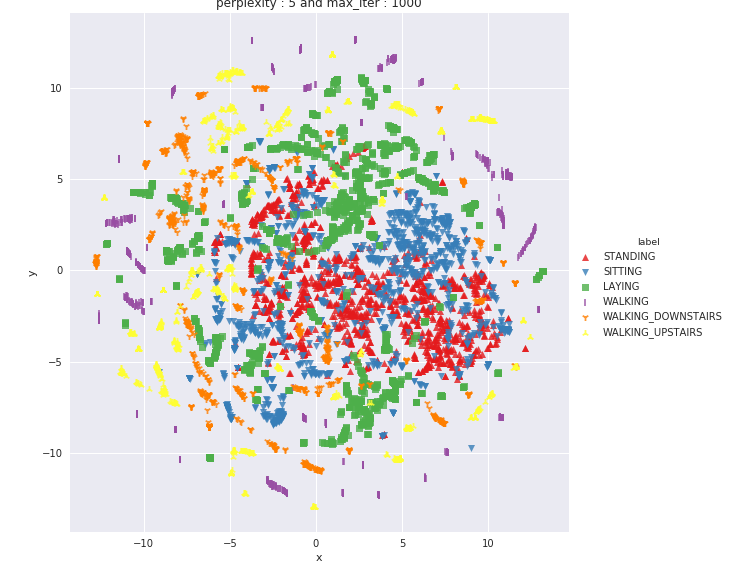 perplexity : 5 and max_iter : 1000
10
5
0
−5
−10
y
−10
−5
0
5
10
x
label
STANDING
SITTING
LAYING
WALKING
WALKING_DOWNSTAIRS
WALKING_UPSTAIRS